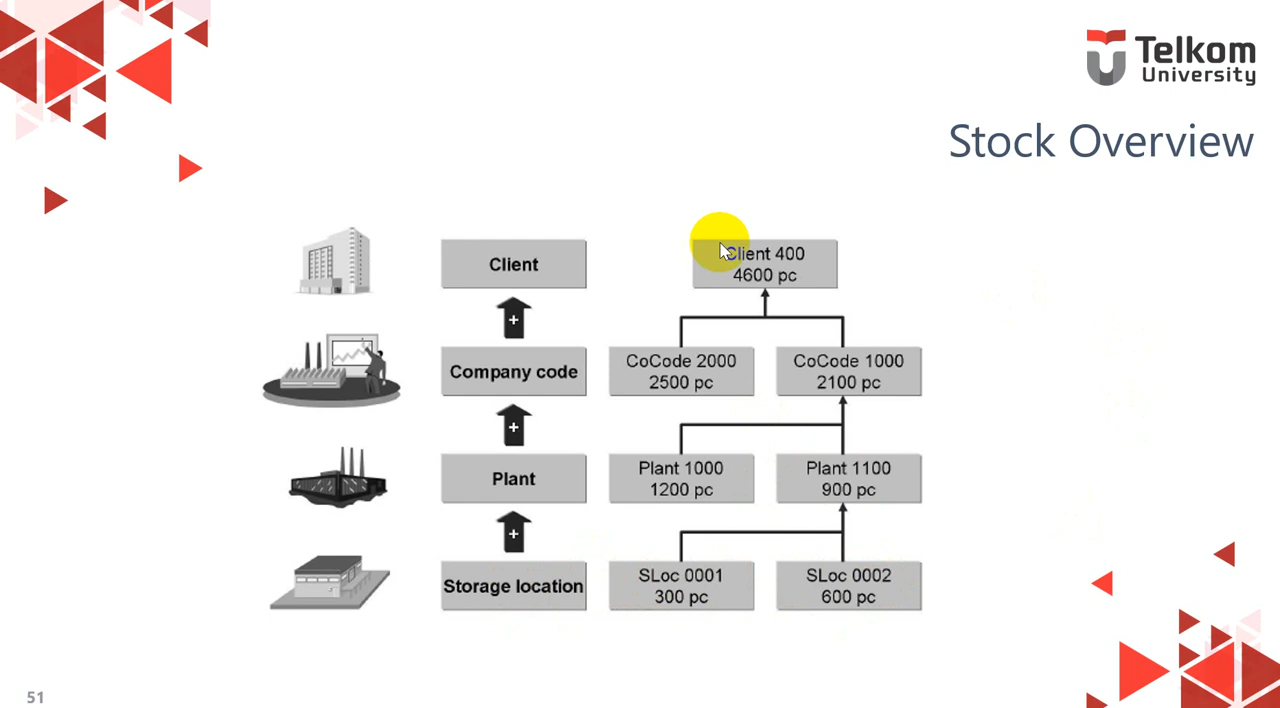 Telkom
University
Stock Overview
Client
Client 400
4600 pc
+
Company code
CoCode 2000
2500 pc
CoCode 1000
2100 pc
+
Plant
Plant 1000
1200 pc
Plant 1100
900 pc
+
Storage location
SLoc 0001
300 pc
SLoc 0002
600 pc
51